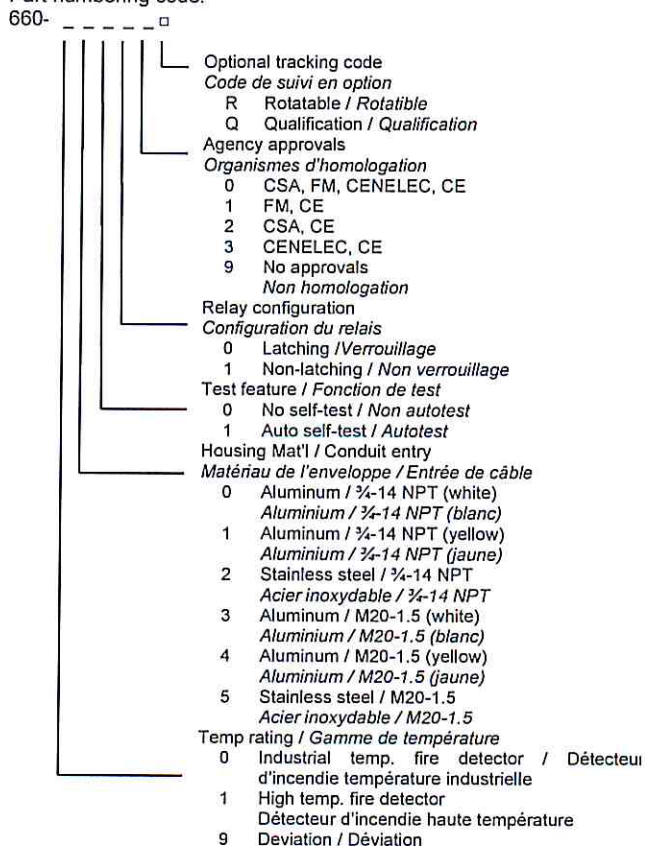 660- _ _ _ _ _ □
Optional tracking code
Code de suivi en option
R Rotatable / Rotatible
Q Qualification / Qualification
Agency approvals
Organismes d'homologation
0 CSA, FM, CENELEC, CE
1 FM, CE
2 CSA, CE
3 CENELEC, CE
9 No approvals
Non homologation
Relay configuration
Configuration du relais
0 Latching /Verrouillage
1 Non-latching / Non verrouillage
Test feature / Fonction de test
0 No self-test / Non autotest
1 Auto self-test / Autotest
Housing Mat'l / Conduit entry
Matériau de l'enveloppe / Entrée de câble
0 Aluminum / ¾-14 NPT (white)
Aluminium / ¾-14 NPT (blanc)
1 Aluminum / ¾-14 NPT (yellow)
Aluminium / ¾-14 NPT (jaune)
2 Stainless steel / ¾-14 NPT
Acier inoxydable / ¾-14 NPT
3 Aluminum / M20-1.5 (white)
Aluminium / M20-1.5 (blanc)
4 Aluminum / M20-1.5 (yellow)
Aluminium / M20-1.5 (jaune)
5 Stainless steel / M20-1.5
Acier inoxydable / M20-1.5
Temp rating / Gamme de température
0 Industrial temp. fire detector / Détecteur
d'incendie température industrielle
1 High temp. fire detector
Détecteur d'incendie haute température
9 Deviation / Déviation